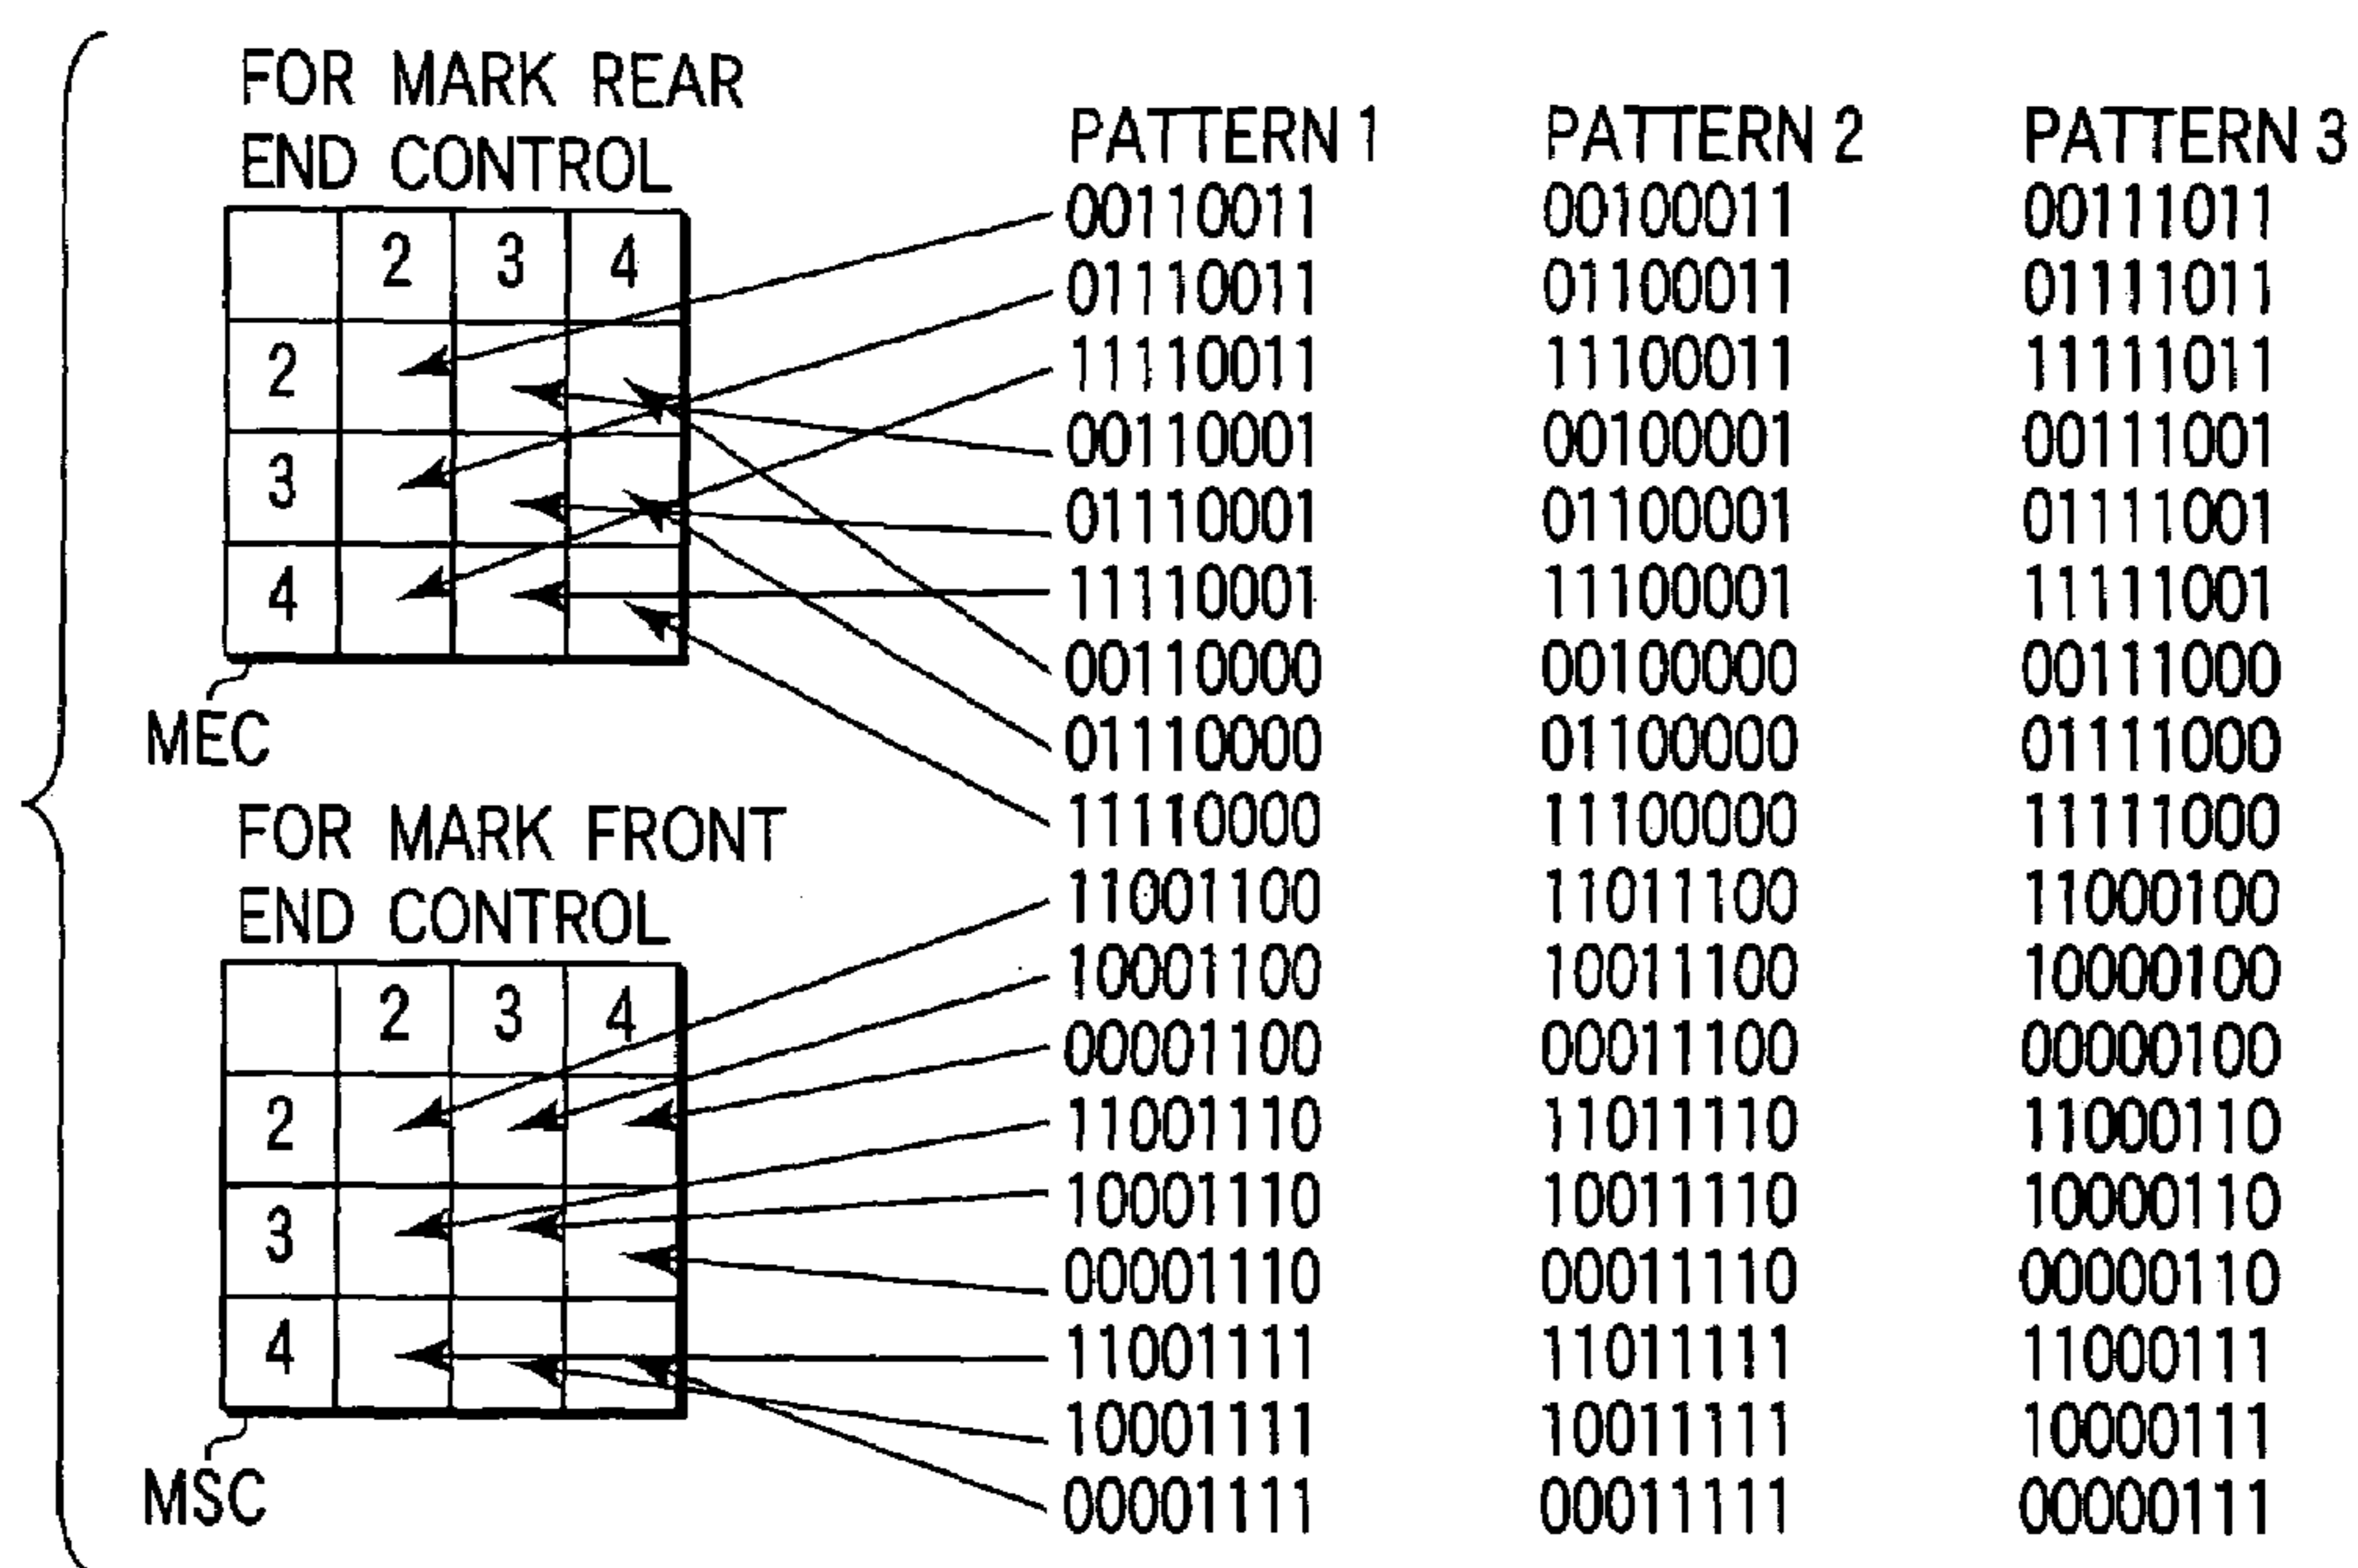 FOR MARK REAR
END CONTROL
2 3 4
2
3
4
MEC
FOR MARK FRONT
END CONTROL
2 3 4
2
3
4
MSC
PATTERN 1 PATTERN 2 PATTERN 3
00110011 00100011 00111011
01110011 01100011 01111011
11110011 11100011 11111011
00110001 00100001 00111001
01110001 01100001 01111001
11110001 11100001 11111001
00110000 00100000 00111000
01110000 01100000 01111000
11110000 11100000 11111000
11001100 11011100 11000100
10001100 10011100 10000100
00001100 00011100 00000100
11001110 11011110 11000110
10001110 10011110 10000110
00001110 00011110 00000110
11001111 11011111 11000111
10001111 10011111 10000111
00001111 00011111 00000111